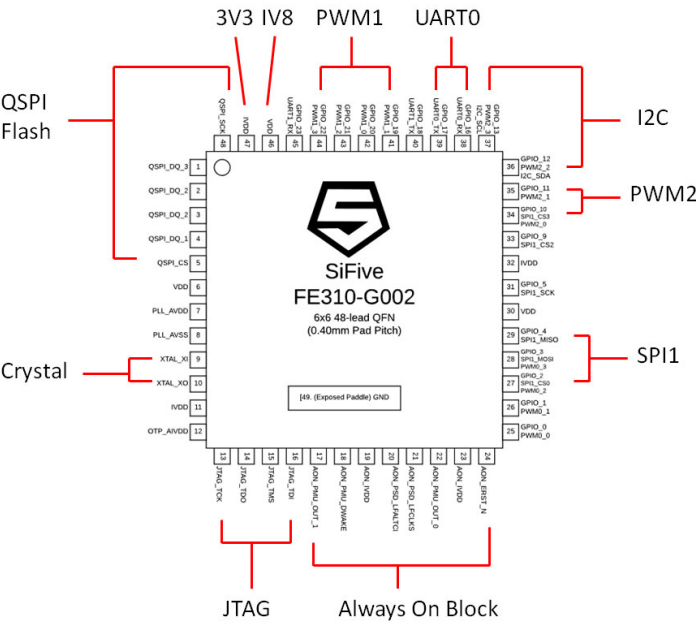 3V3 IV8 PWM1 UART0
QSPI
Flash
I2C
PWM2
SPI1
Crystal
JTAG
Always On Block
QSPI_SCK
48
IVDD
47
VDD
46
GPIO_23
UART1_RX
45
GPIO_22
PWM1_3
44
GPIO_21
PWM1_2
43
GPIO_20
PWM1_0
42
GPIO_19
PWM1_1
41
GPIO_18
UART1_TX
40
GPIO_17
UART0_TX
39
GPIO_16
UART0_RX
38
GPIO_13
PWM2_3
I2C_SCL
37
QSPI_DQ_3 1
QSPI_DQ_2 2
QSPI_DQ_2 3
QSPI_DQ_1 4
QSPI_CS 5
VDD 6
PLL_AVDD 7
PLL_AVSS 8
XTAL_XI 9
XTAL_XO 10
IVDD 11
OTP_AIVDD 12
SiFive
FE310-G002
6x6 48-lead QFN
(0.40mm Pad Pitch)
[49. (Exposed Paddle) GND
36 GPIO_12
PWM2_2
I2C_SDA
35 GPIO_11
PWM2_1
34 GPIO_10
SPI1_CS3
PWM2_0
33 GPIO_9
SPI1_CS2
32 IVDD
31 GPIO_5
SPI1_SCK
30 VDD
29 GPIO_4
SPI1_MISO
28 GPIO_3
SPI1_MOSI
PWM0_3
27 GPIO_2
SPI1_CS0
PWM0_2
26 GPIO_1
PWM0_1
25 GPIO_0
PWM0_0
13
JTAG_TCK
14
JTAG_TDO
15
JTAG_TMS
16
JTAG_TDI
17
AON_PMU_OUT_1
18
AON_PMU_DWAKE
19
AON_IVDD
20
AON_PSD_LFALTCI
21
AON_PSD_LFCLKS
22
AON_PMU_OUT_0
23
AON_IVDD
24
AON_ERST_N